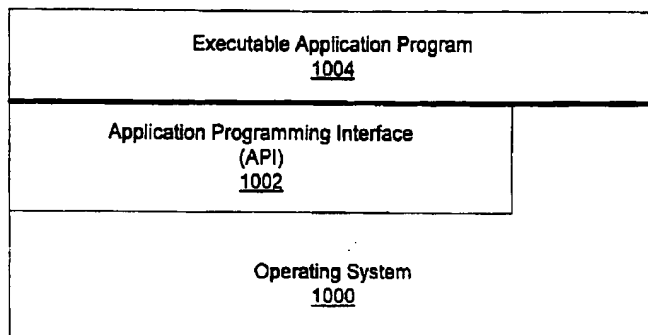 Executable Application Program
1004
Application Programming Interface
(API)
1002
Operating System
1000